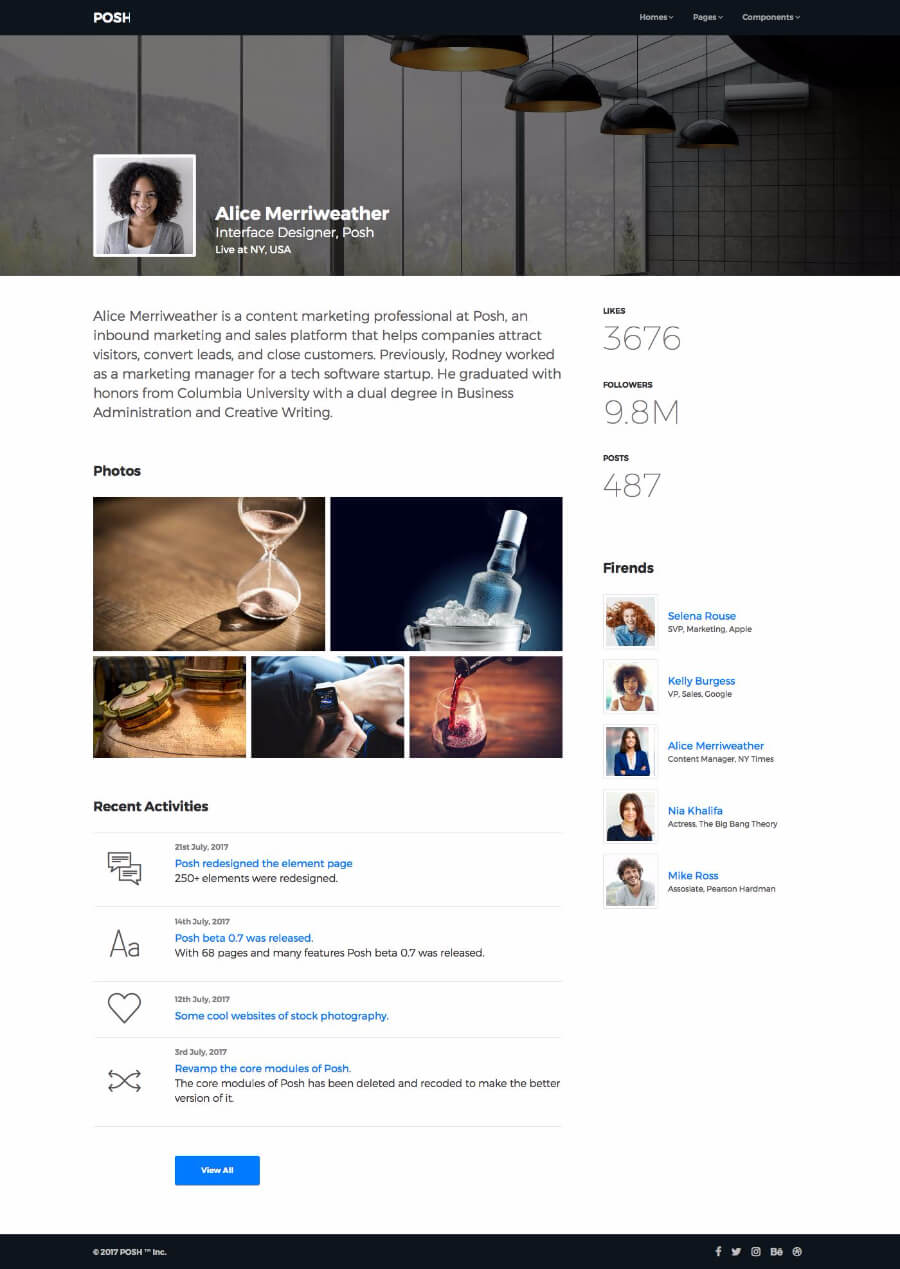 POSH
Homes Pages Components
Alice Merriweather
Interface Designer, Posh
Live at NY, USA
Alice Merriweather is a content marketing professional at Posh, an
inbound marketing and sales platform that helps companies attract
visitors, convert leads, and close customers. Previously, Rodney worked
as a marketing manager for a tech software startup. He graduated with
honors from Columbia University with a dual degree in Business
Administration and Creative Writing.
Photos
Recent Activities
21st July, 2017
Posh redesigned the element page
250+ elements were redesigned.
Aa
14th July, 2017
Posh beta 0.7 was released.
With 68 pages and many features Posh beta 0.7 was released.
12th July, 2017
Some cool websites of stock photography.
3rd July, 2017
Revamp the core modules of Posh.
The core modules of Posh has been deleted and recoded to make the better
version of it.
View All
LIKES
3676
FOLLOWERS
9.8M
POSTS
487
Firends
Selena Rouse
SVP, Marketing, Apple
Kelly Burgess
VP, Sales, Google
Alice Merriweather
Content Manager, NY Times
Nia Khalifa
Actress, The Big Bang Theory
Mike Ross
Assosiate, Pearson Hardman
© 2017 POSH ™ Inc.